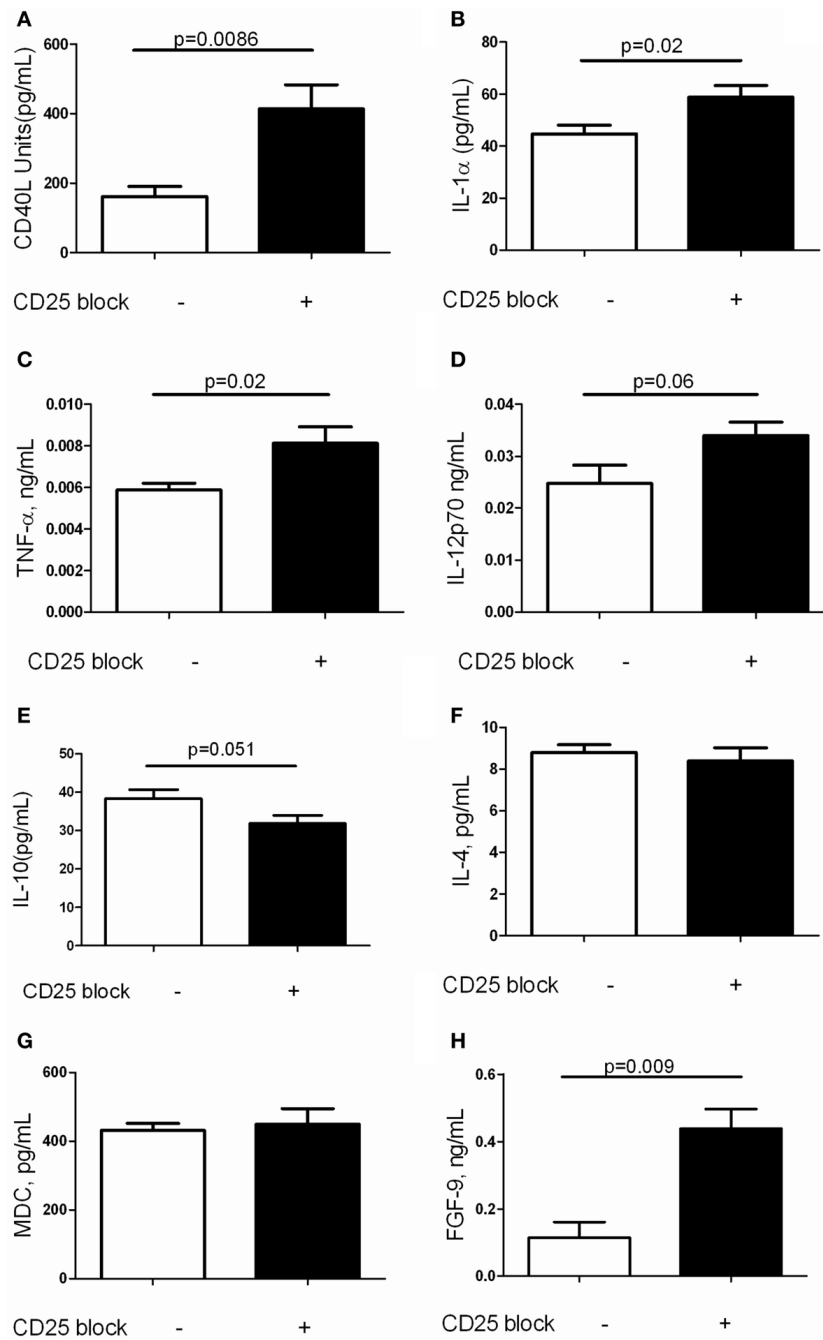 A
p=0.0086
CD40L Units(pg/mL)
600
400
200
0
CD25 block - +
B
p=0.02
IL-1α (pg/mL)
80
60
40
20
0
CD25 block - +
C
p=0.02
TNF-α, ng/mL
0.010
0.008
0.006
0.004
0.002
0.000
CD25 block - +
D
p=0.06
IL-12p70 ng/mL
0.04
0.03
0.02
0.01
0.00
CD25 block - +
E
p=0.051
IL-10(pg/mL)
50
40
30
20
10
0
CD25 block - +
F
IL-4, pg/mL
10
8
6
4
2
0
CD25 block - +
G
MDC, pg/mL
600
400
200
0
CD25 block - +
H
p=0.009
FGF-9, ng/mL
0.6
0.4
0.2
0.0
CD25 block - +